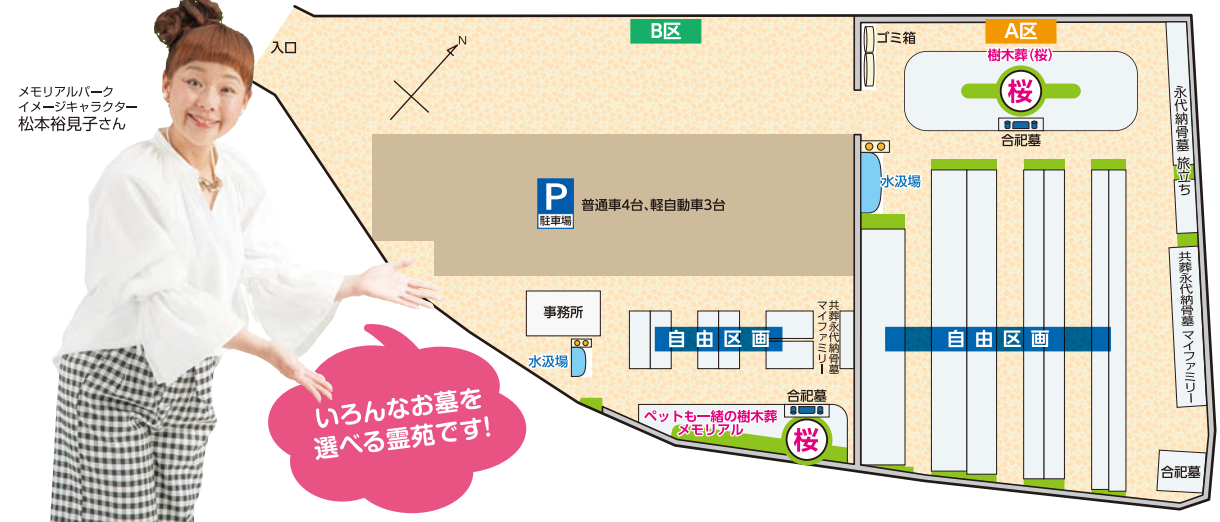 メモリアルパーク
イメージキャラクター
松本裕見子さん
入口
N
B区
A区
ゴミ箱
樹木葬(桜)
桜
合祀墓
永代納骨墓 旅立ち
水汲場
P
駐車場
普通車4台、軽自動車3台
共葬永代納骨墓 マイファミリー
事務所
水汲場
自由区画
共葬永代納骨墓
マイファミリー
自由区画
合祀墓
ペットも一緒の樹木葬
メモリアル
桜
合祀墓
いろんなお墓を
選べる霊苑です!